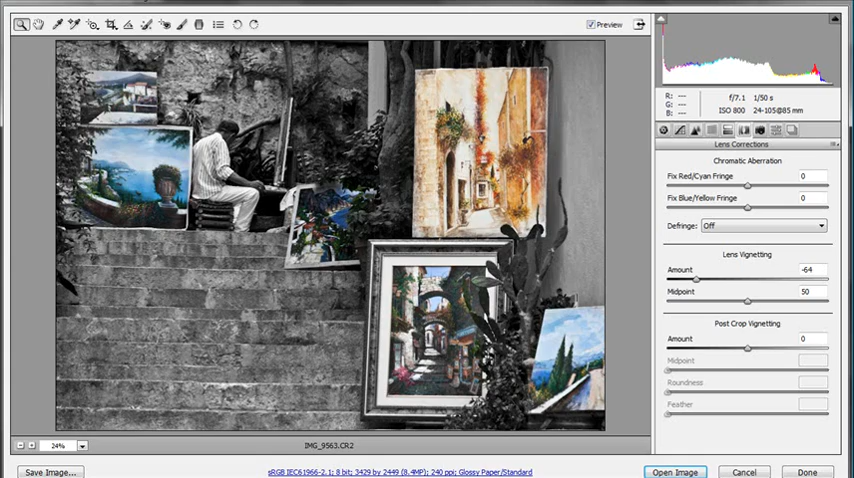 Preview
R: ---
G: ---
B: ---
f/7.1 1/50 s
ISO 800 24-105@85 mm
Lens Corrections
Chromatic Aberration
Fix Red/Cyan Fringe 0
Fix Blue/Yellow Fringe 0
Defringe: Off
Lens Vignetting
Amount -64
Midpoint 50
Post Crop Vignetting
Amount 0
Midpoint
Roundness
Feather
24% IMG_9563.CR2
Save Image... sRGB IEC61966-2.1; 8 bit; 3429 by 2449 (8.4MP); 240 ppi; Glossy Paper/Standard Open Image Cancel Done